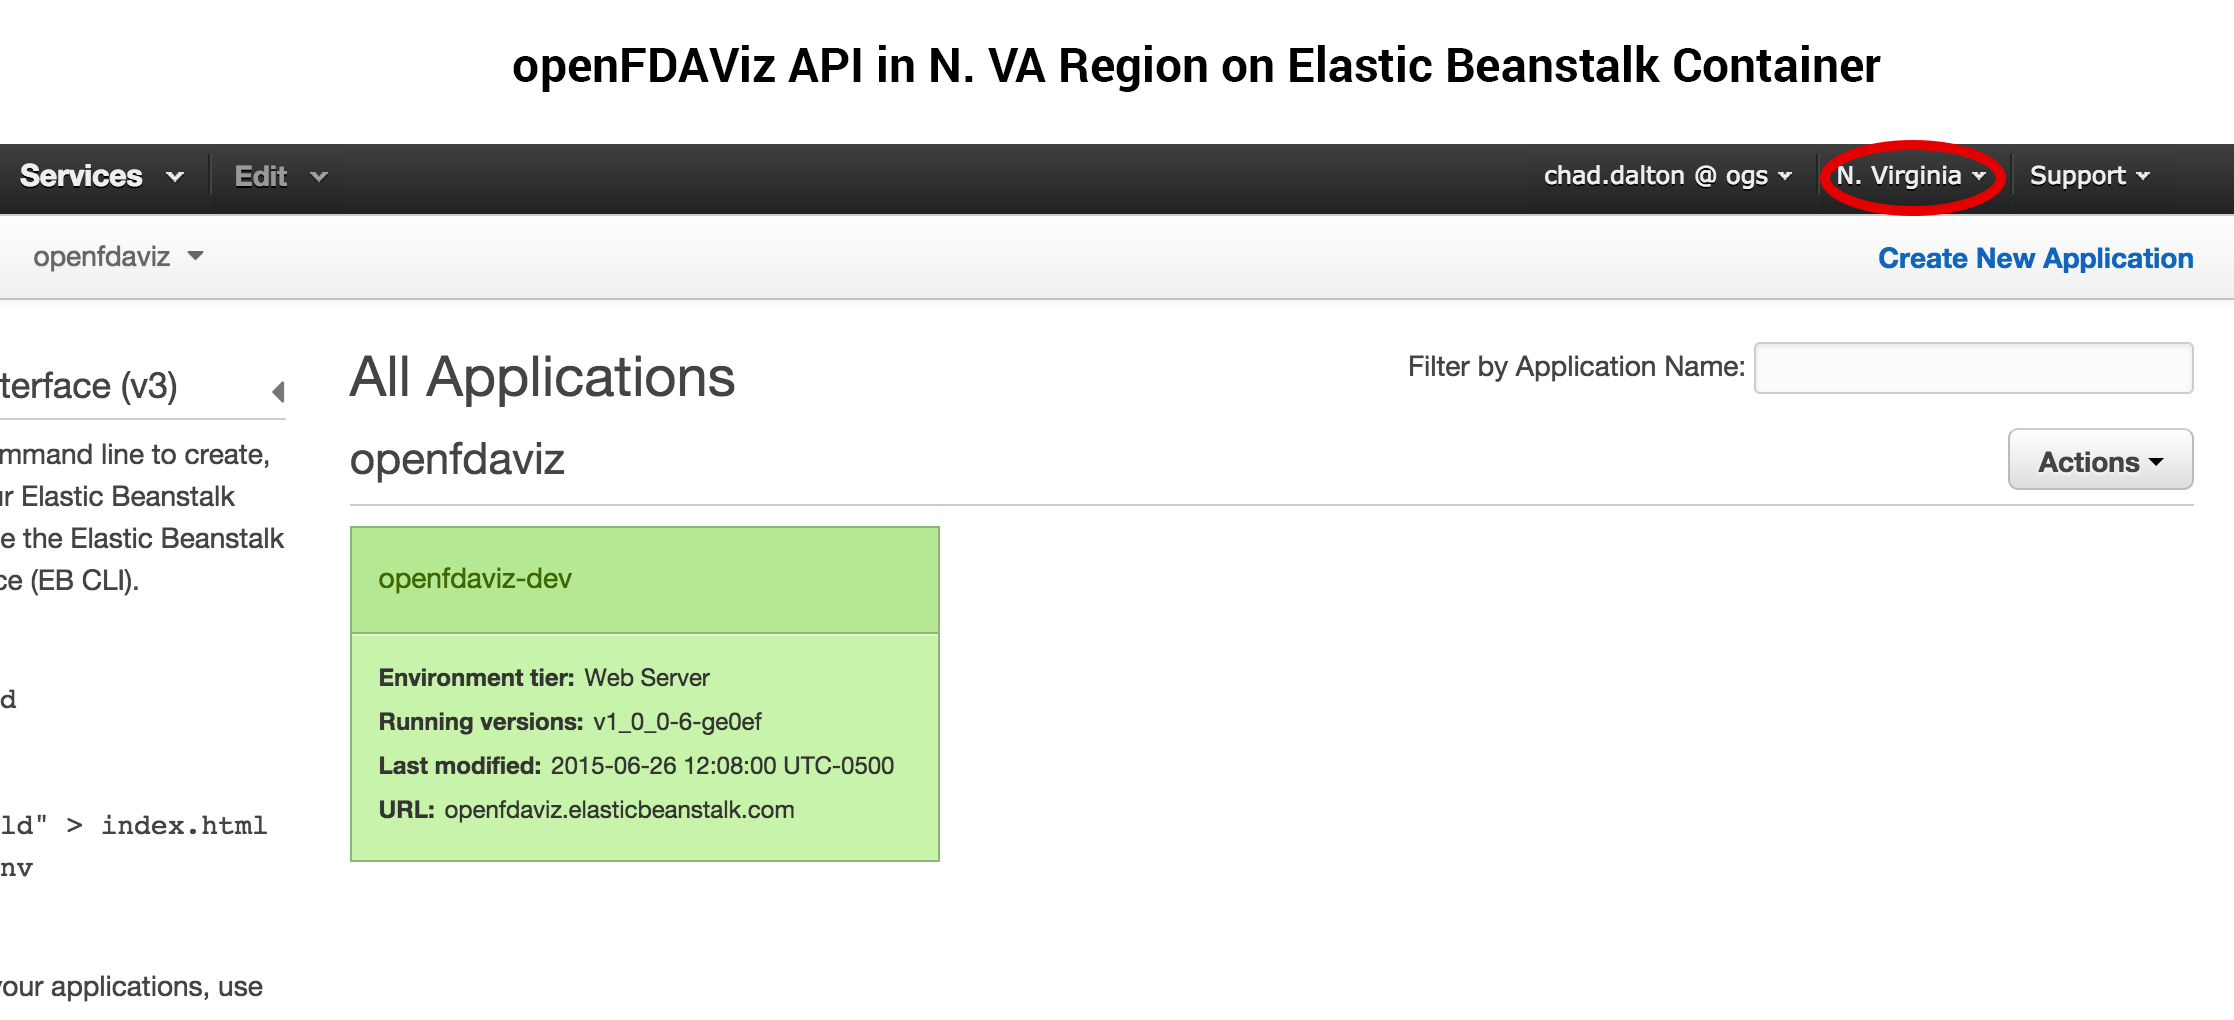 openFDAViz API in N. VA Region on Elastic Beanstalk Container
Services Edit chad.dalton @ ogs N. Virginia Support
openfdaviz Create New Application
terface (v3)
mmand line to create,
ur Elastic Beanstalk
e the Elastic Beanstalk
ce (EB CLI).
d
ld" > index.html
nv
your applications, use
All Applications
Filter by Application Name:
openfdaviz
Actions
openfdaviz-dev
Environment tier: Web Server
Running versions: v1_0_0-6-ge0ef
Last modified: 2015-06-26 12:08:00 UTC-0500
URL: openfdaviz.elasticbeanstalk.com